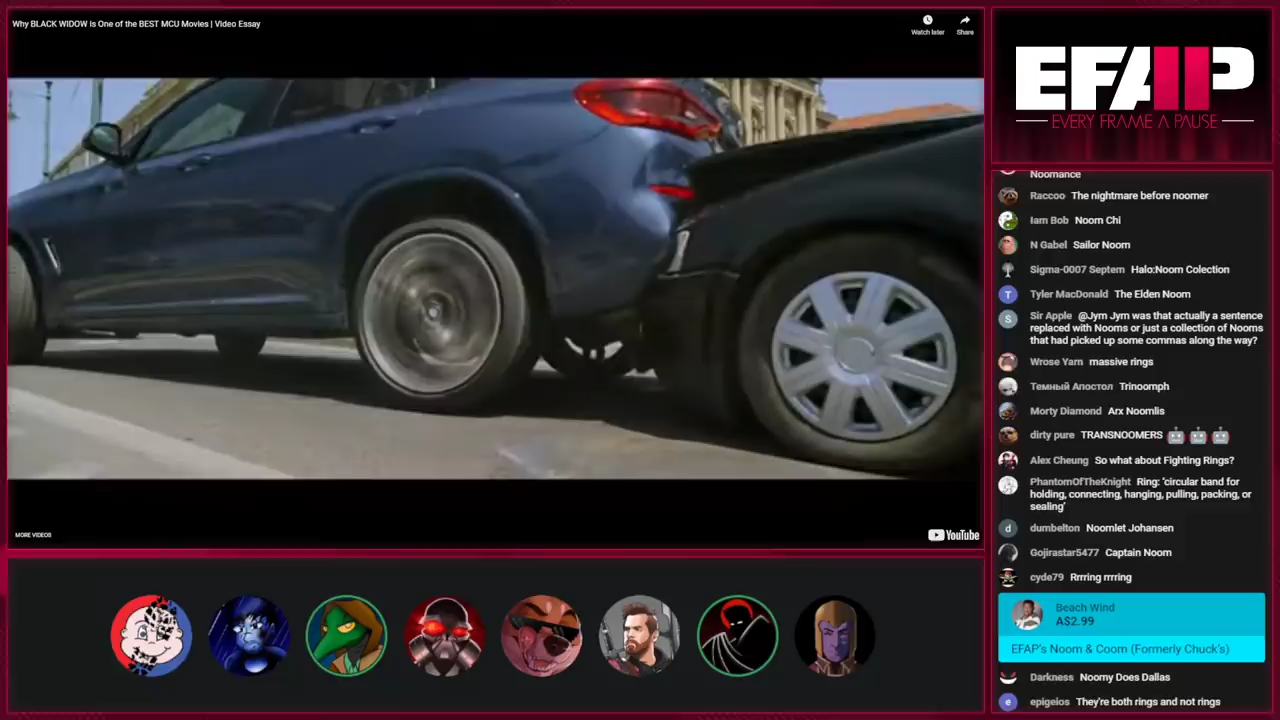 Why BLACK WIDOW is One of the BEST MCU Movies | Video Essay
Watch later
Share
MORE VIDEOS
YouTube
EFAP
EVERY FRAME A PAUSE
Noomance
Raccoo The nightmare before noomer
Iam Bob Noom Chi
N Gabel Sailor Noom
Sigma-0007 Septem Halo:Noom Colection
T
Tyler MacDonald The Elden Noom
S
Sir Apple @Jym Jym was that actually a sentence
replaced with Nooms or just a collection of Nooms
that had picked up some commas along the way?
Wrose Yarn massive rings
Темный Апостол Trinoomph
Morty Diamond Arx Noomlis
dirty pure TRANSNOOMERS 🤖 🤖 🤖
Alex Cheung So what about Fighting Rings?
PhantomOfTheKnight Ring: 'circular band for
holding, connecting, hanging, pulling, packing, or
sealing'
d
dumbelton Noomlet Johansen
Gojirastar5477 Captain Noom
cyde79 Rrrring rrrring
Beach Wind
A$2.99
EFAP's Noom & Coom (Formerly Chuck's)
Darkness Noomy Does Dallas
e
epigeios They're both rings and not rings